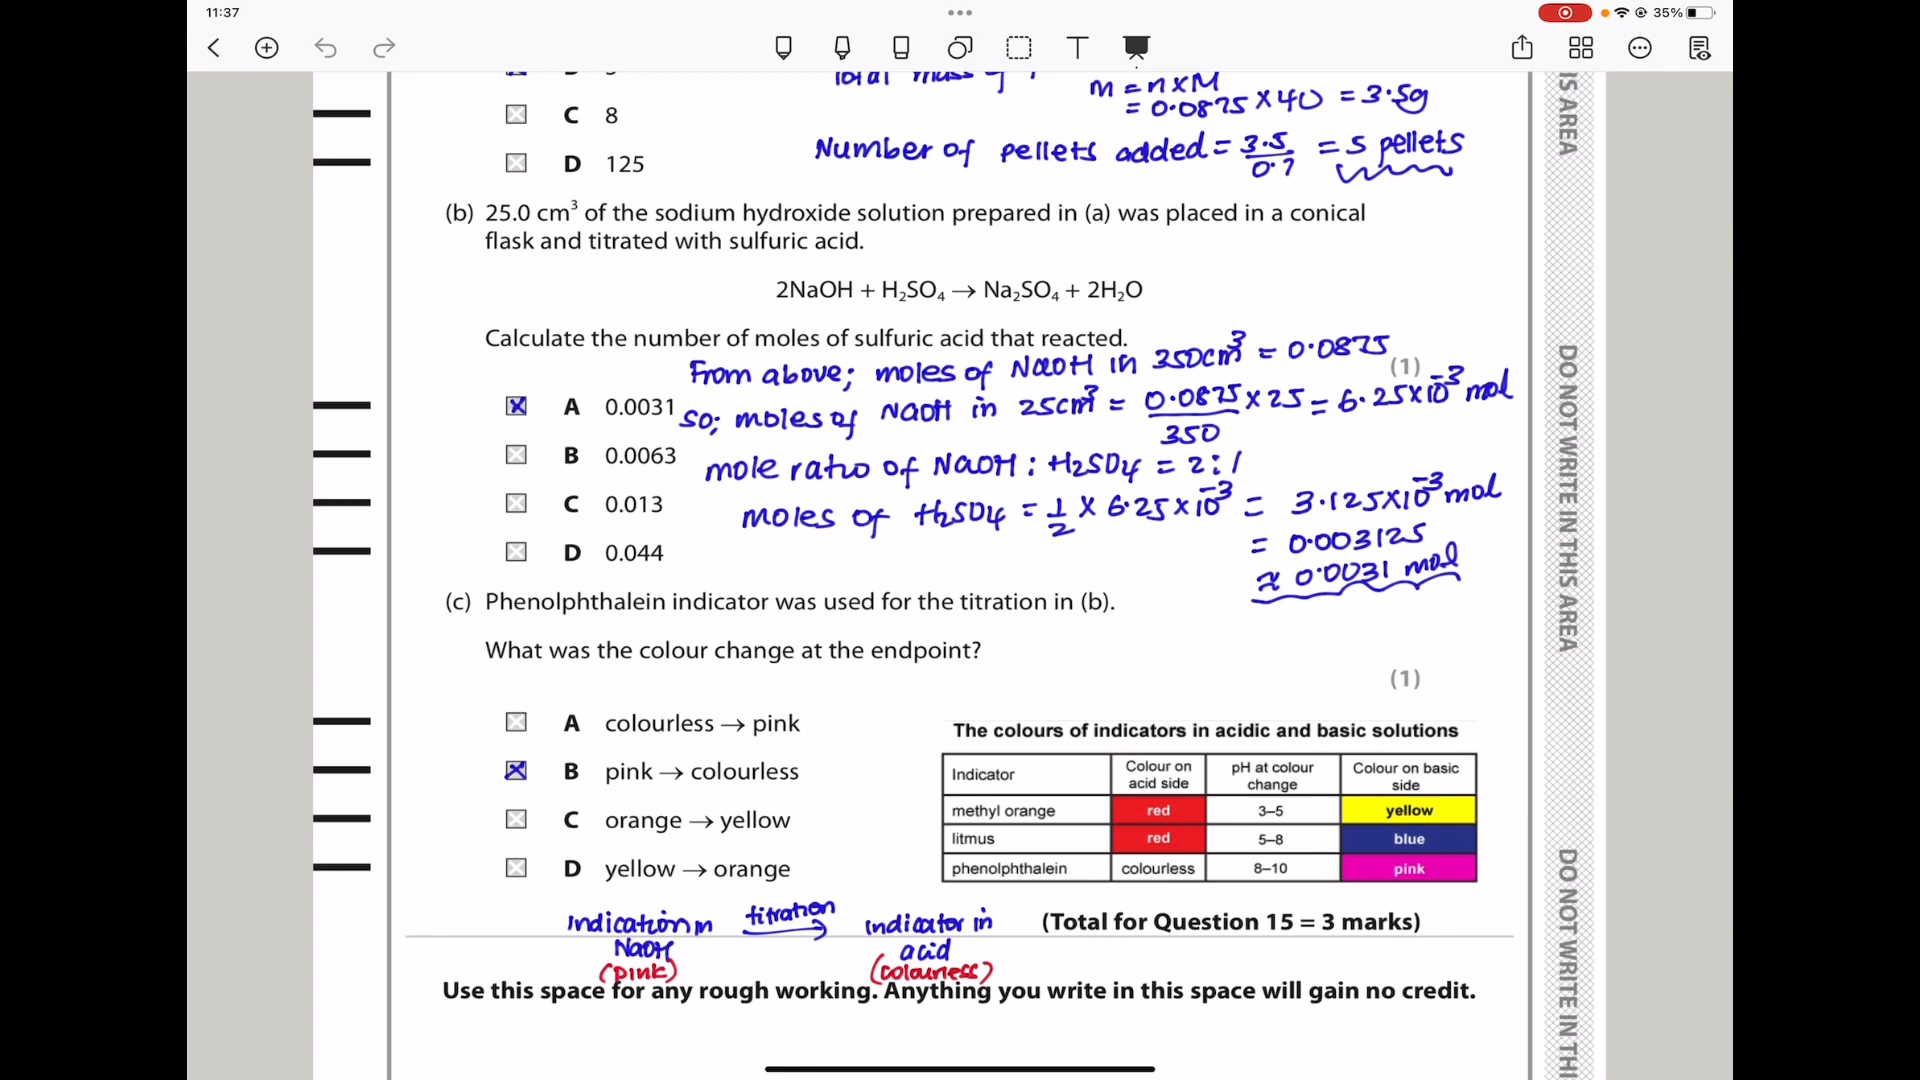 11:37
35%
m = n×M
C 8
= 0.0875 × 40 = 3.5g
D 125
Number of pellets added = 3.5/0.7 = 5 pellets
(b) 25.0 cm³ of the sodium hydroxide solution prepared in (a) was placed in a conical
flask and titrated with sulfuric acid.
2NaOH + H₂SO₄ → Na₂SO₄ + 2H₂O
Calculate the number of moles of sulfuric acid that reacted.
(1)
From above; moles of NaOH in 350cm³ = 0.0875
A 0.0031
so; moles of NaOH in 25cm³ = 0.0875/350 × 25 = 6.25×10⁻³ mol
B 0.0063
mole ratio of NaOH : H₂SO₄ = 2:1
C 0.013
moles of H₂SO₄ = 1/2 × 6.25×10⁻³ = 3.125×10⁻³ mol
= 0.003125
D 0.044
≈ 0.0031 mol
(c) Phenolphthalein indicator was used for the titration in (b).
What was the colour change at the endpoint?
(1)
A colourless → pink
B pink → colourless
C orange → yellow
D yellow → orange
The colours of indicators in acidic and basic solutions
Indicator Colour on acid side pH at colour change Colour on basic side
methyl orange red 3–5 yellow
litmus red 5–8 blue
phenolphthalein colourless 8–10 pink
Indication in NaOH (pink) titration → indicator in acid (colourless)
(Total for Question 15 = 3 marks)
Use this space for any rough working. Anything you write in this space will gain no credit.
IS AREA
DO NOT WRITE IN THIS AREA
DO NOT WRITE IN TH